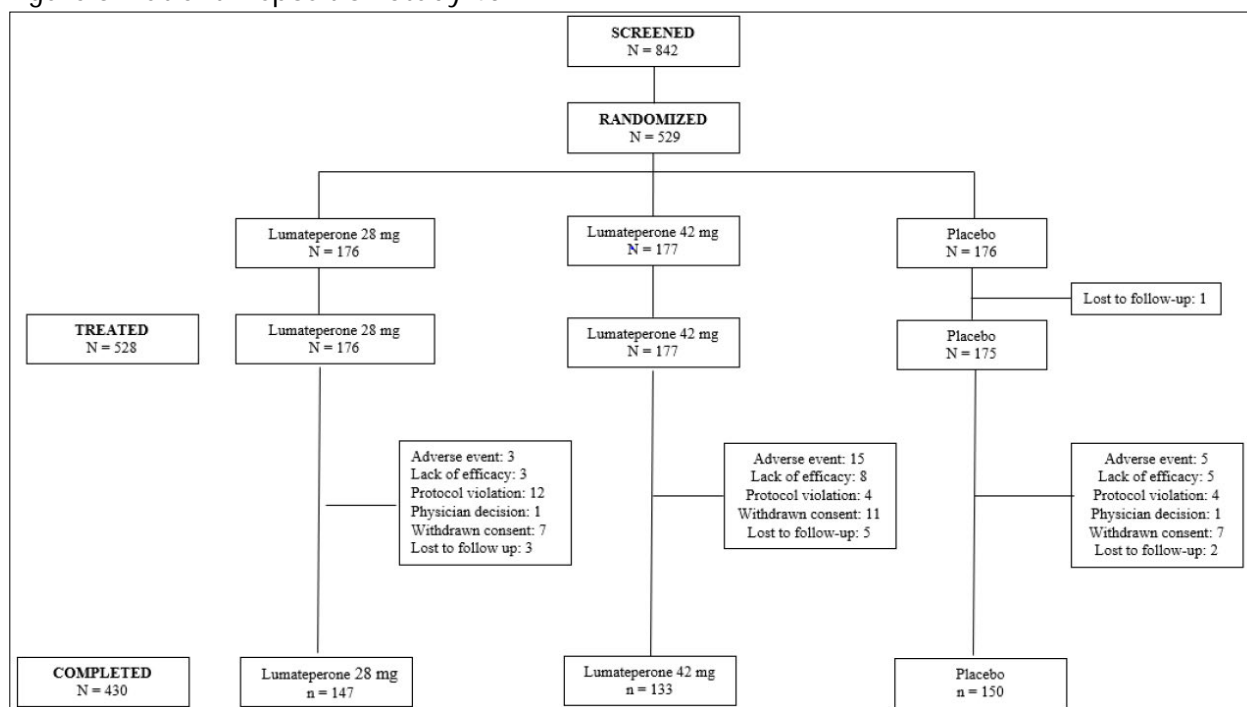 SCREENED
N = 842
RANDOMIZED
N = 529
Lumateperone 28 mg
N = 176
Lumateperone 42 mg
N = 177
Placebo
N = 176
Lost to follow-up: 1
TREATED
N = 528
Lumateperone 28 mg
N = 176
Lumateperone 42 mg
N = 177
Placebo
N = 175
Adverse event: 3
Lack of efficacy: 3
Protocol violation: 12
Physician decision: 1
Withdrawn consent: 7
Lost to follow up: 3
Adverse event: 15
Lack of efficacy: 8
Protocol violation: 4
Withdrawn consent: 11
Lost to follow-up: 5
Adverse event: 5
Lack of efficacy: 5
Protocol violation: 4
Physician decision: 1
Withdrawn consent: 7
Lost to follow-up: 2
COMPLETED
N = 430
Lumateperone 28 mg
n = 147
Lumateperone 42 mg
n = 133
Placebo
n = 150